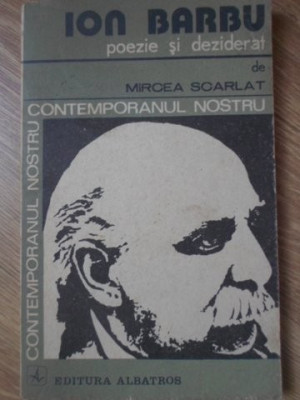 ION BARBU
poezie și deziderat
de
MIRCEA SCARLAT
CONTEMPORANUL NOSTRU
CONTEMPORANUL NOSTRU
EDITURA ALBATROS